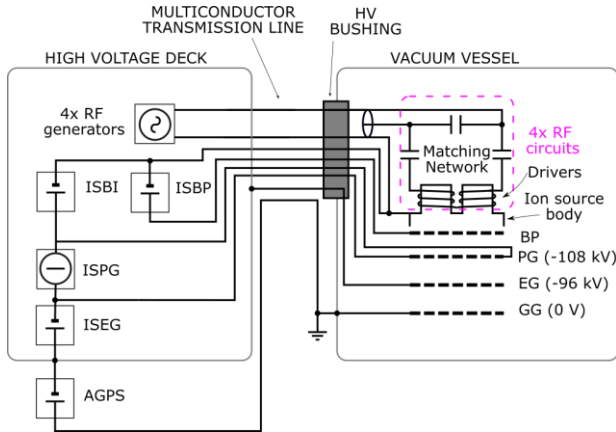 MULTICONDUCTOR
TRANSMISSION LINE
HV
BUSHING
HIGH VOLTAGE DECK
VACUUM VESSEL
4x RF
generators
4x RF
circuits
Matching
Network
Drivers
Ion source
body
ISBI
ISBP
BP
PG (-108 kV)
ISPG
EG (-96 kV)
GG (0 V)
ISEG
AGPS